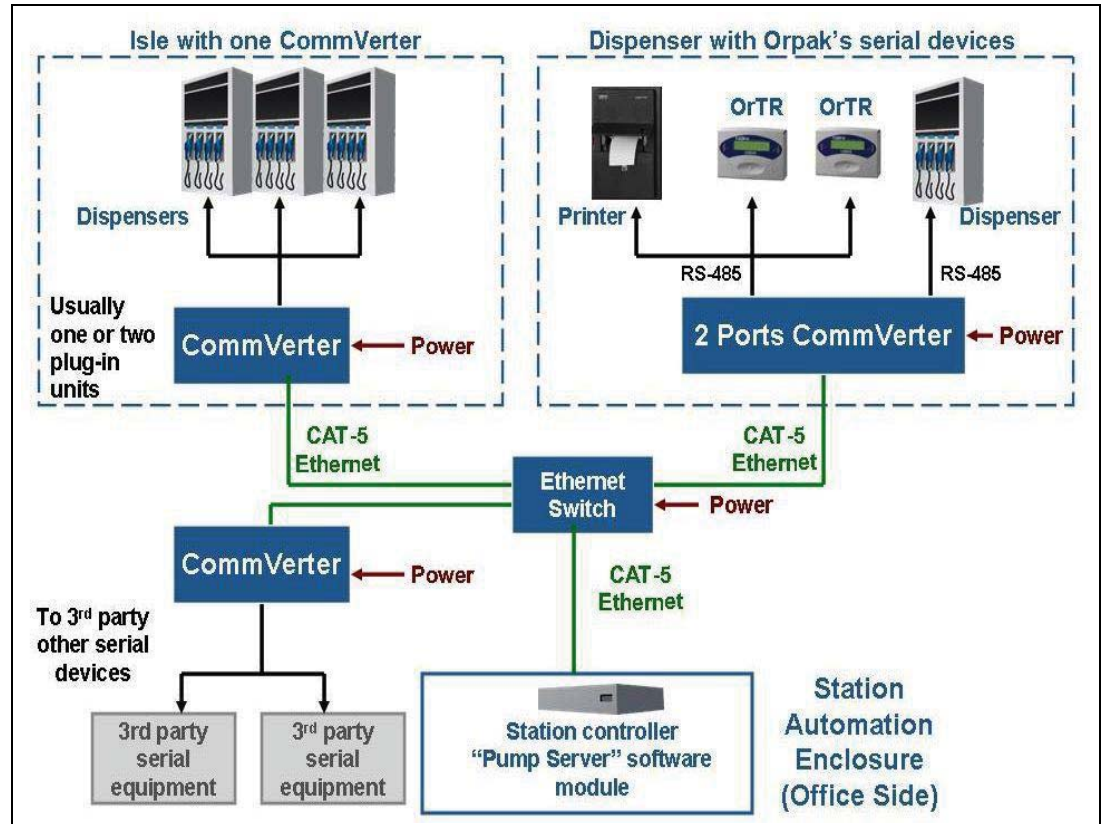 Isle with one CommVerter
Dispensers
Usually
one or two
plug-in
units
CommVerter
Power
Dispenser with Orpak's serial devices
OrTR
OrTR
Printer
Dispenser
RS-485
RS-485
2 Ports CommVerter
Power
CAT-5
Ethernet
CAT-5
Ethernet
Ethernet
Switch
Power
CommVerter
Power
CAT-5
Ethernet
To 3rd party
other serial
devices
3rd party
serial
equipment
3rd party
serial
equipment
Station controller
“Pump Server” software
module
Station
Automation
Enclosure
(Office Side)